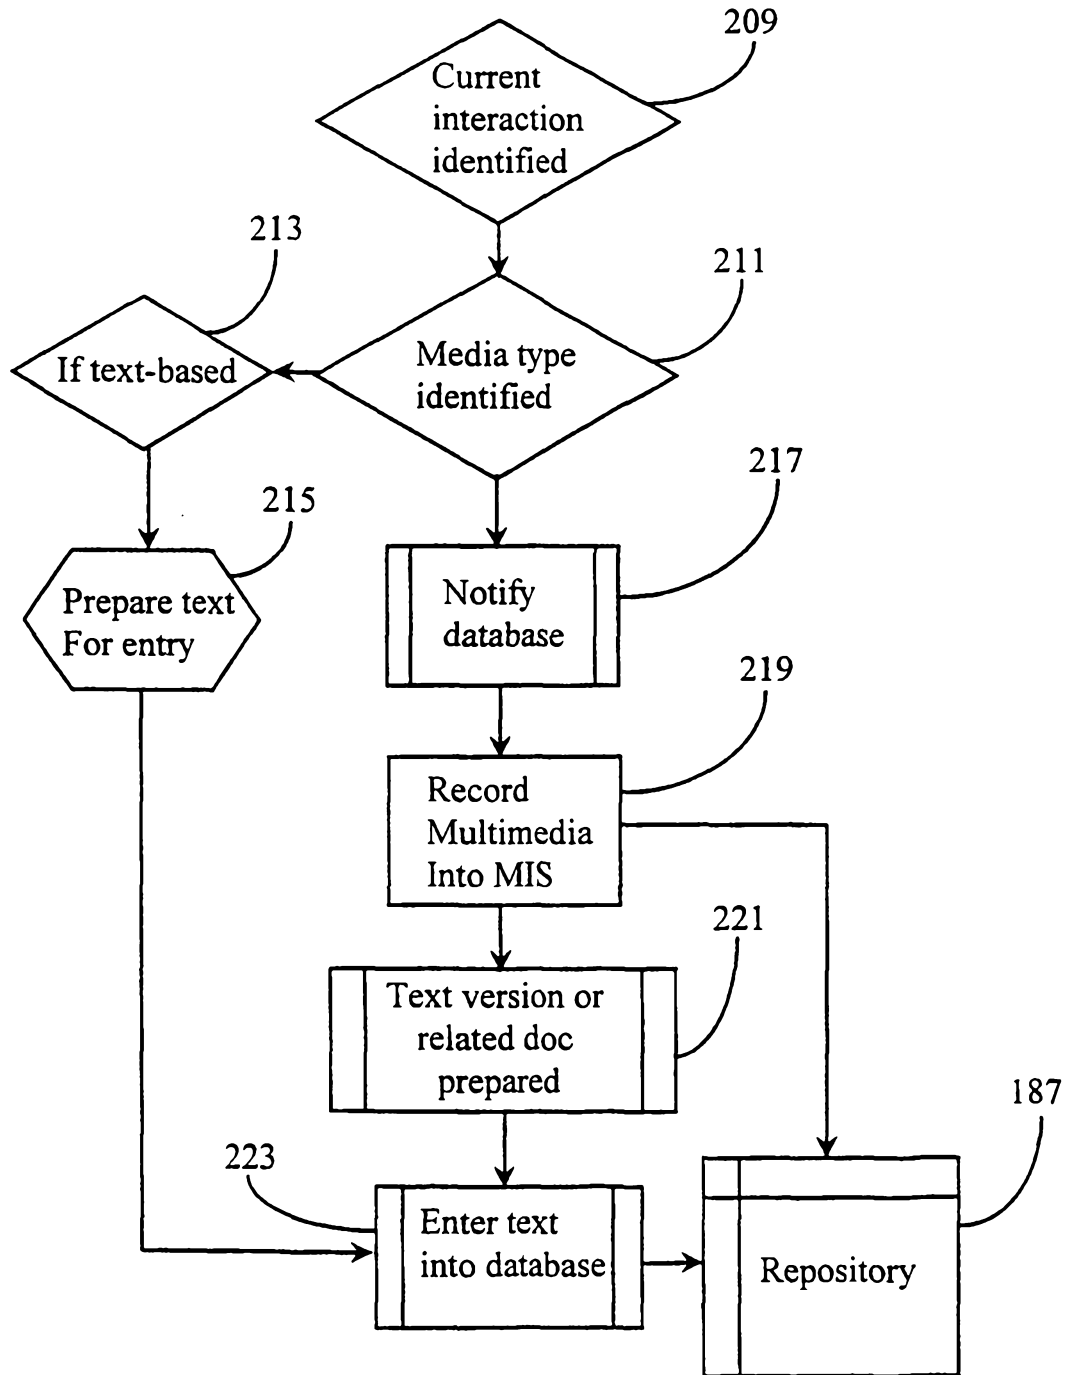 209
Current
interaction
identified
213
211
If text-based
Media type
identified
217
215
Prepare text
For entry
Notify
database
219
Record
Multimedia
Into MIS
221
Text version or
related doc
prepared
187
223
Enter text
into database
Repository